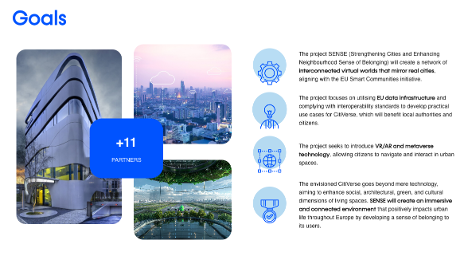 Goals
+11
PARTNERS
The project SENSE (Strengthening Cities and Enhancing
Neighbourhood Sense of Belonging) will create a network of
interconnected virtual worlds that mirror real cities,
aligning with the EU Smart Communities initiative.
The project focuses on utilising EU data infrastructure and
complying with interoperability standards to develop practical
use cases for CitiVerse, which will benefit local authorities and
citizens.
The project seeks to introduce VR/AR and metaverse
technology, allowing citizens to navigate and interact in urban
spaces.
The envisioned CitiVerse goes beyond mere technology,
aiming to enhance social, architectural, green, and cultural
dimensions of living spaces. SENSE will create an immersive
and connected environment that positively impacts urban
life throughout Europe by developing a sense of belonging to
its users.